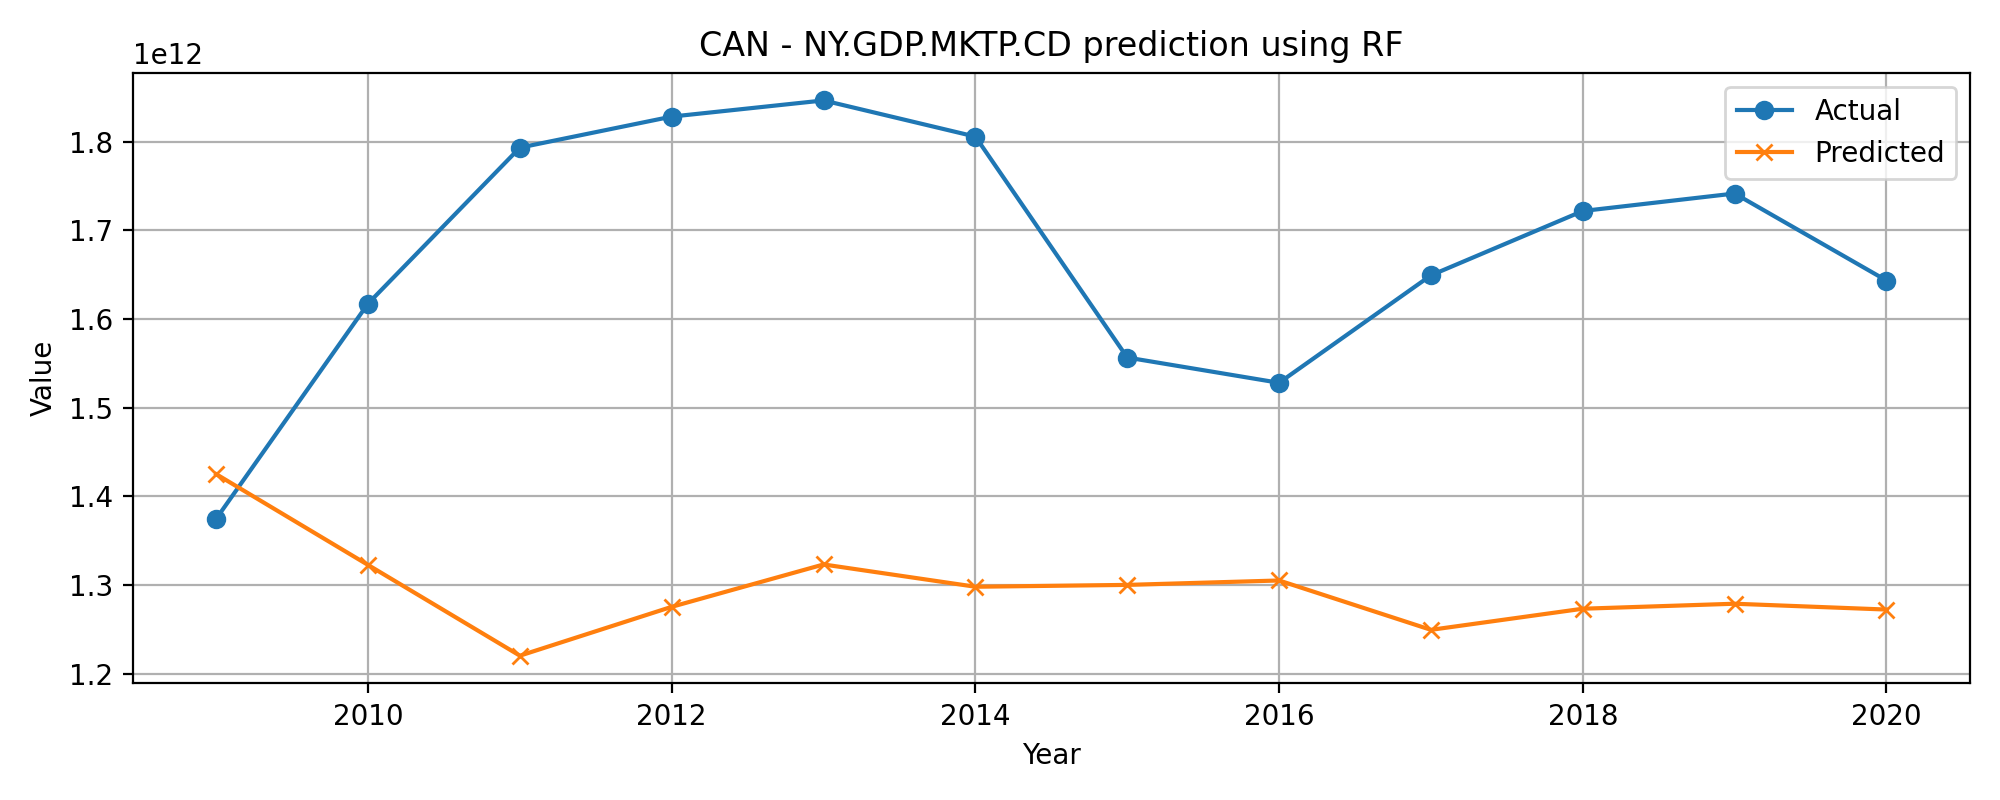 CAN - NY.GDP.MKTP.CD prediction using RF
1e12
Actual
Predicted
1.8
1.7
1.6
1.5
1.4
1.3
1.2
Value
2010 2012 2014 2016 2018 2020
Year